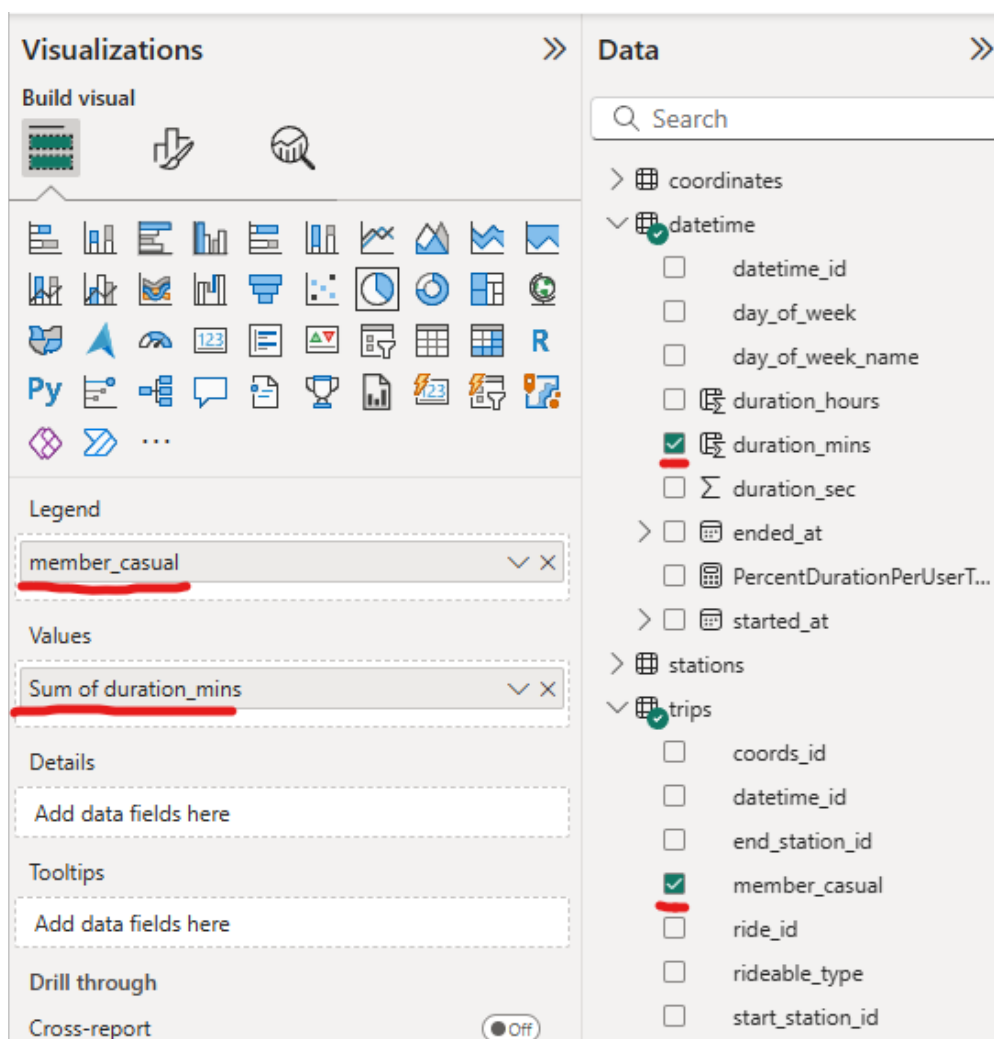 Visualizations
Build visual
123
R
Py
123
Legend
member_casual
Values
Sum of duration_mins
Details
Add data fields here
Tooltips
Add data fields here
Drill through
Cross-report
Off
Data
Search
coordinates
datetime
datetime_id
day_of_week
day_of_week_name
duration_hours
duration_mins
duration_sec
ended_at
PercentDurationPerUserT...
started_at
stations
trips
coords_id
datetime_id
end_station_id
member_casual
ride_id
rideable_type
start_station_id